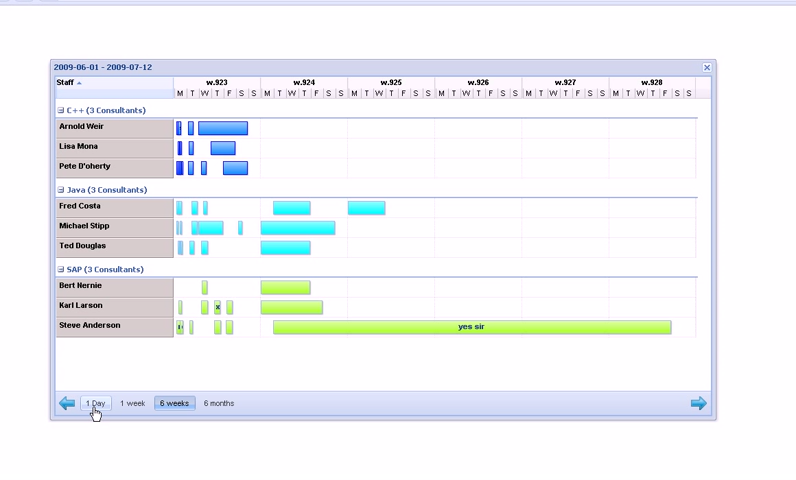 2009-06-01 - 2009-07-12
Staff w.923 w.924 w.925 w.926 w.927 w.928
M T W T F S S M T W T F S S M T W T F S S M T W T F S S M T W T F S S M T W T F S S
C++ (3 Consultants)
Arnold Weir
Lisa Mona
Pete D'oherty
Java (3 Consultants)
Fred Costa
Michael Stipp
Ted Douglas
SAP (3 Consultants)
Bert Nernie
Karl Larson x
Steve Anderson yes sir
1 Day 1 week 6 weeks 6 months